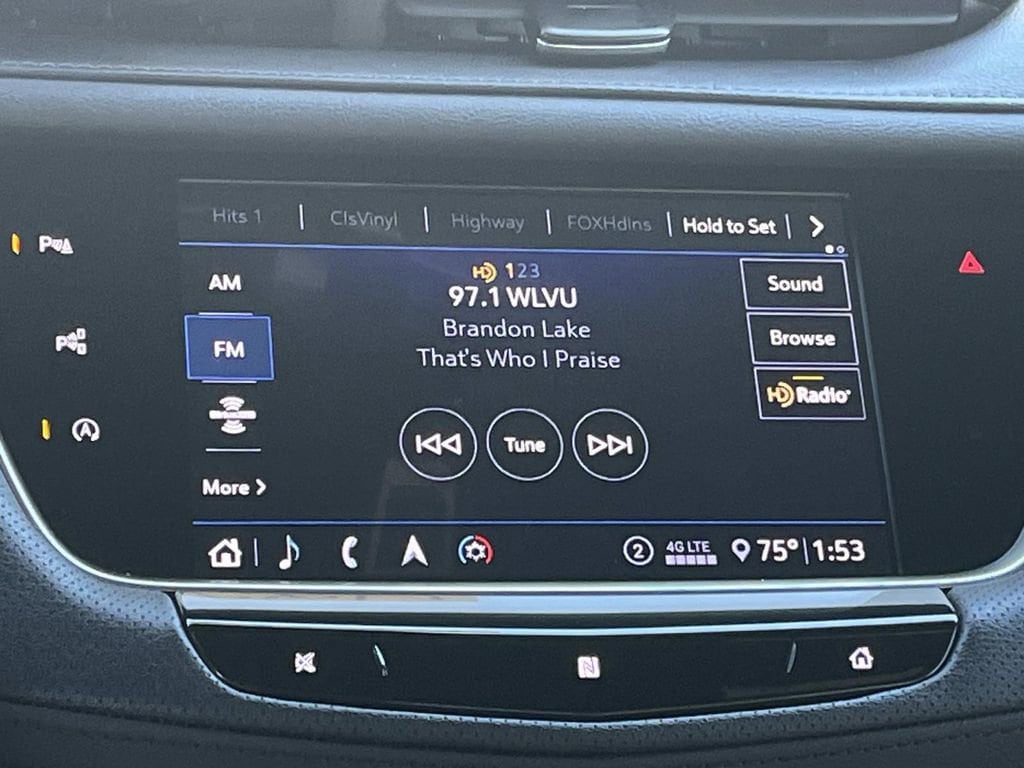 Hits 1 | ClsVinyl | Highway | FOXHdlns | Hold to Set |
AM
HD 123
97.1 WLVU
Sound
FM
Brandon Lake
Browse
That's Who I Praise
HD Radio
Tune
More
2 4G LTE 75° 1:53
P
P
A
N